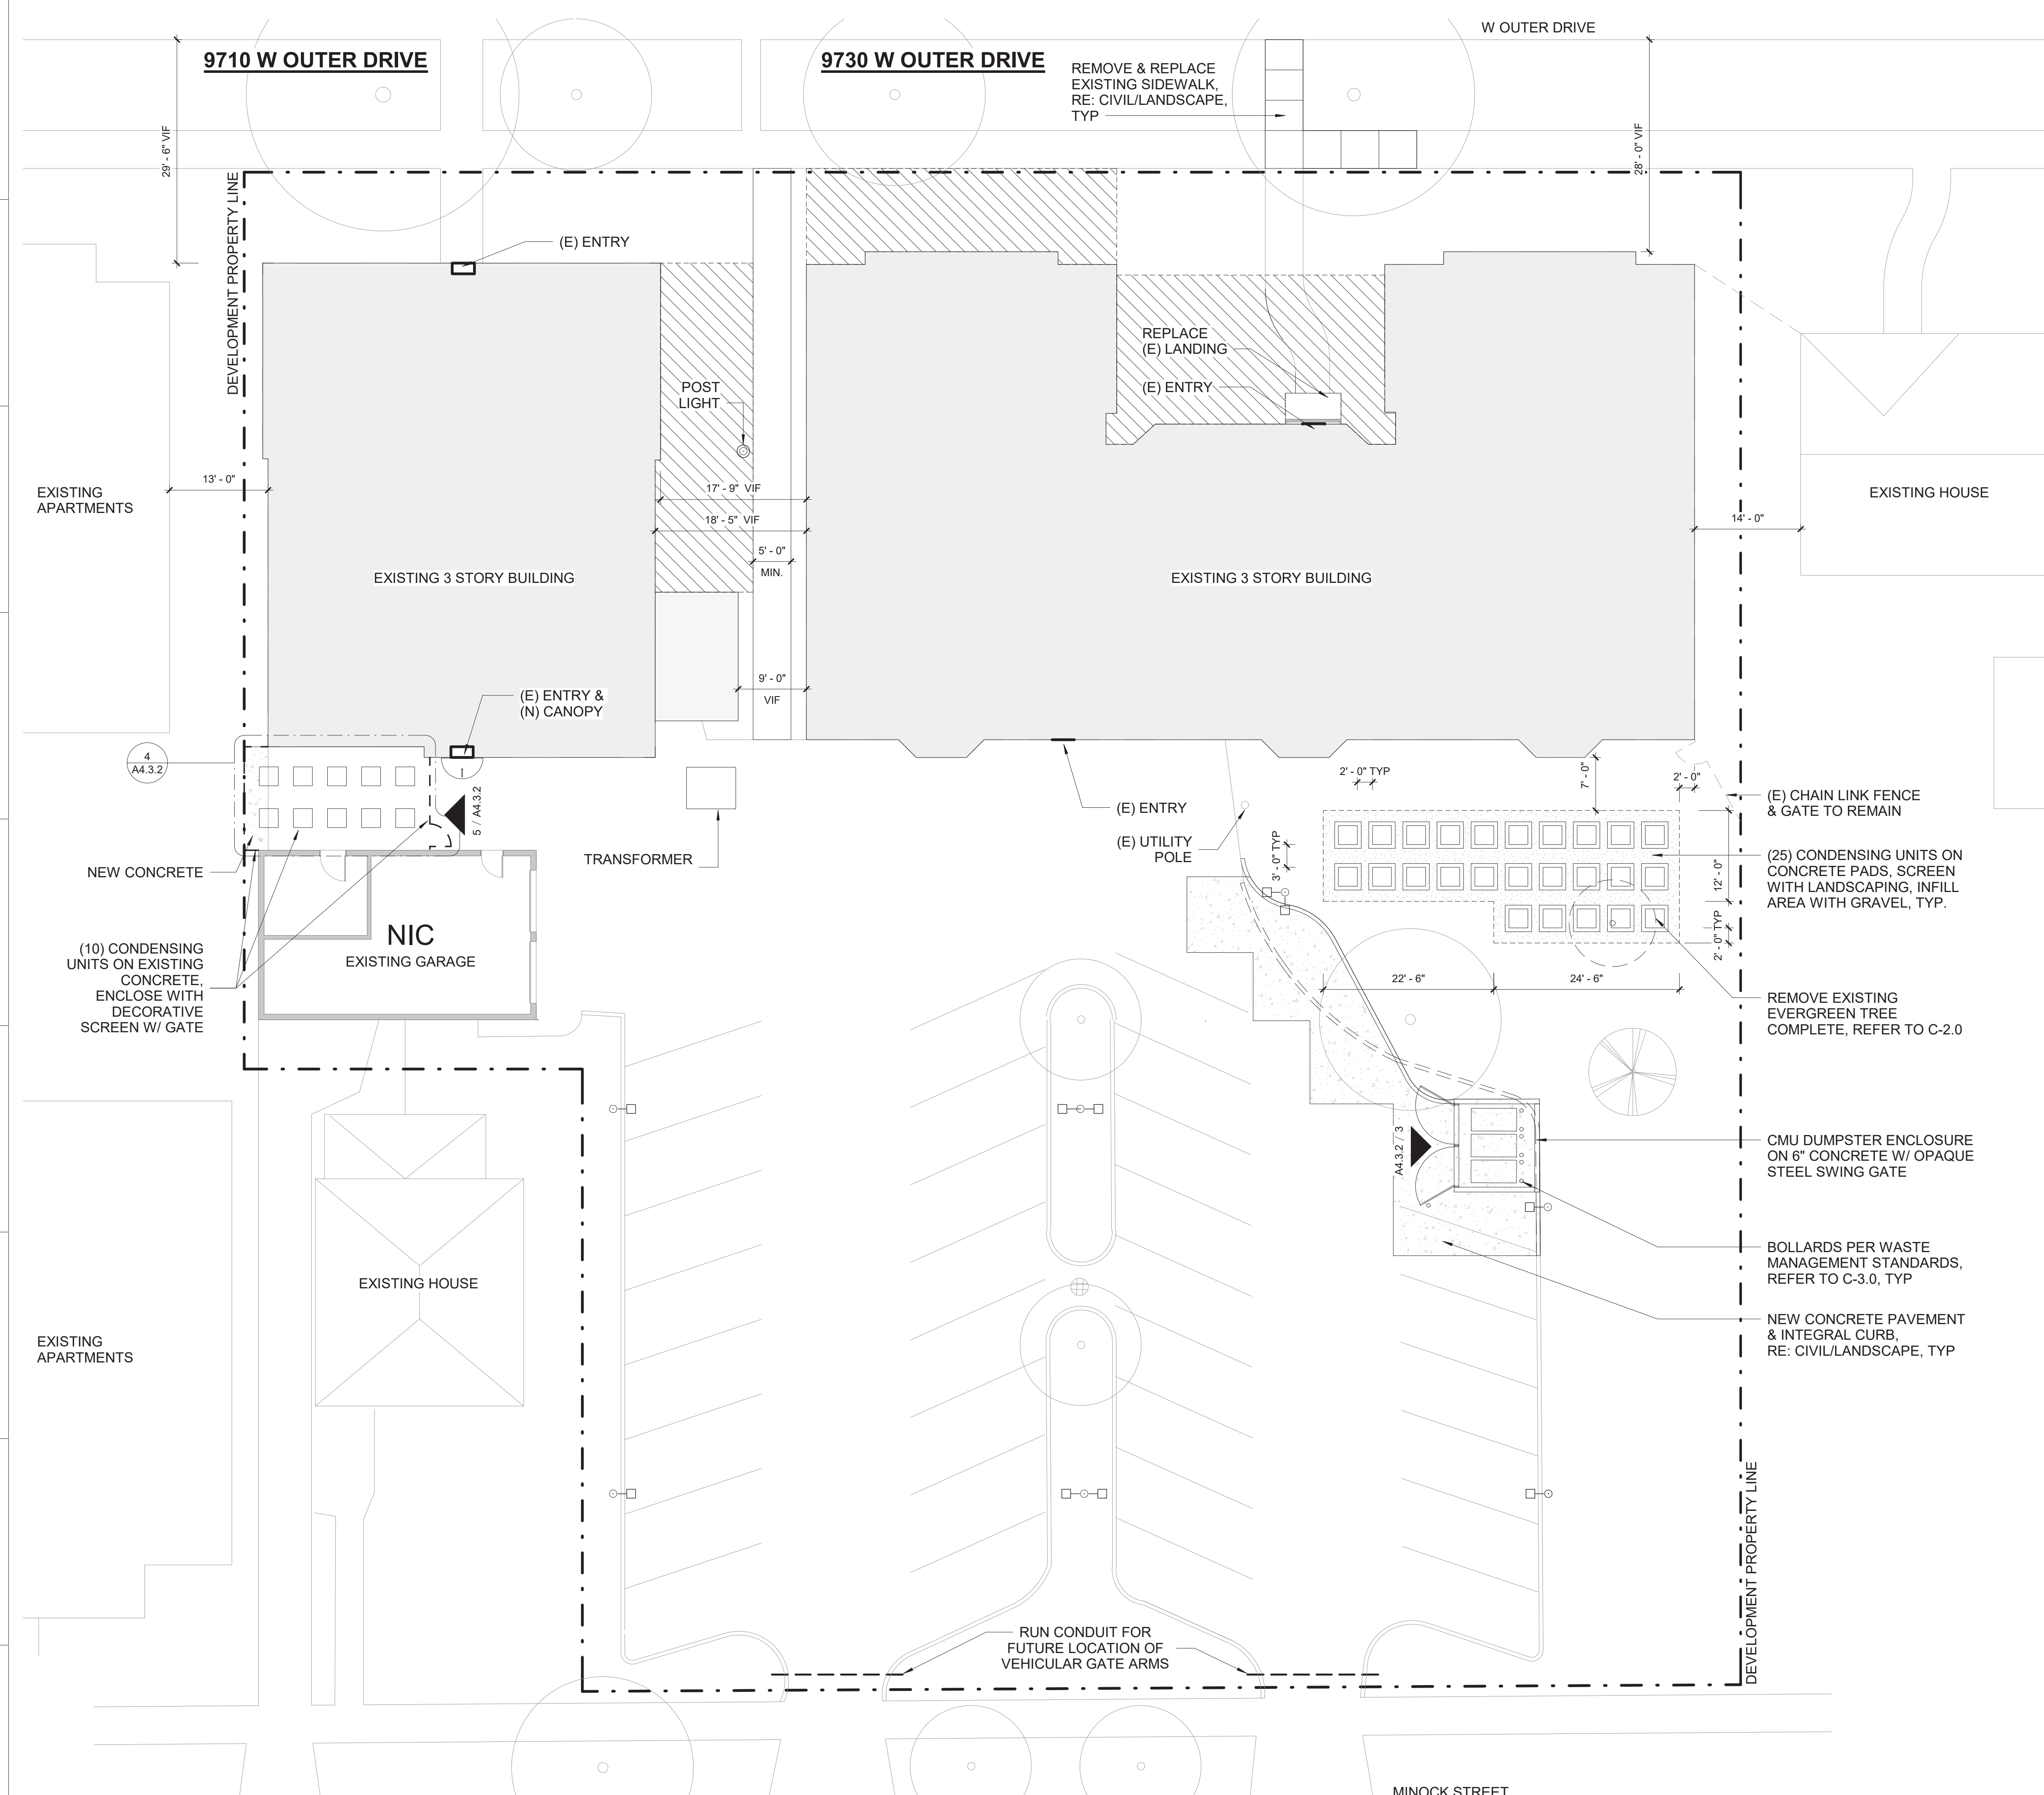 W OUTER DRIVE
9710 W OUTER DRIVE
9730 W OUTER DRIVE
REMOVE & REPLACE
EXISTING SIDEWALK,
RE: CIVIL/LANDSCAPE,
TYP
29' - 6" VIF
28' - 0" VIF
DEVELOPMENT PROPERTY LINE
(E) ENTRY
REPLACE
(E) LANDING
(E) ENTRY
POST
LIGHT
13' - 0"
EXISTING
APARTMENTS
17' - 9" VIF
18' - 5" VIF
5' - 0"
MIN.
EXISTING HOUSE
14' - 0"
EXISTING 3 STORY BUILDING
EXISTING 3 STORY BUILDING
9' - 0"
VIF
(E) ENTRY &
(N) CANOPY
4
A4.3.2
1
5 / A4.3.2
2' - 0" TYP
7' - 0"
2' - 0"
(E) CHAIN LINK FENCE
& GATE TO REMAIN
(E) ENTRY
(E) UTILITY
POLE
3' - 0" TYP
TRANSFORMER
NEW CONCRETE
(25) CONDENSING UNITS ON
CONCRETE PADS, SCREEN
WITH LANDSCAPING, INFILL
AREA WITH GRAVEL, TYP.
12' - 0"
2' - 0" TYP
22' - 6"
24' - 6"
NIC
EXISTING GARAGE
(10) CONDENSING
UNITS ON EXISTING
CONCRETE,
ENCLOSE WITH
DECORATIVE
SCREEN W/ GATE
REMOVE EXISTING
EVERGREEN TREE
COMPLETE, REFER TO C-2.0
A4.3.2 / 3
CMU DUMPSTER ENCLOSURE
ON 6" CONCRETE W/ OPAQUE
STEEL SWING GATE
BOLLARDS PER WASTE
MANAGEMENT STANDARDS,
REFER TO C-3.0, TYP
EXISTING HOUSE
NEW CONCRETE PAVEMENT
& INTEGRAL CURB,
RE: CIVIL/LANDSCAPE, TYP
EXISTING
APARTMENTS
DEVELOPMENT PROPERTY LINE
RUN CONDUIT FOR
FUTURE LOCATION OF
VEHICULAR GATE ARMS
MINOCK STREET